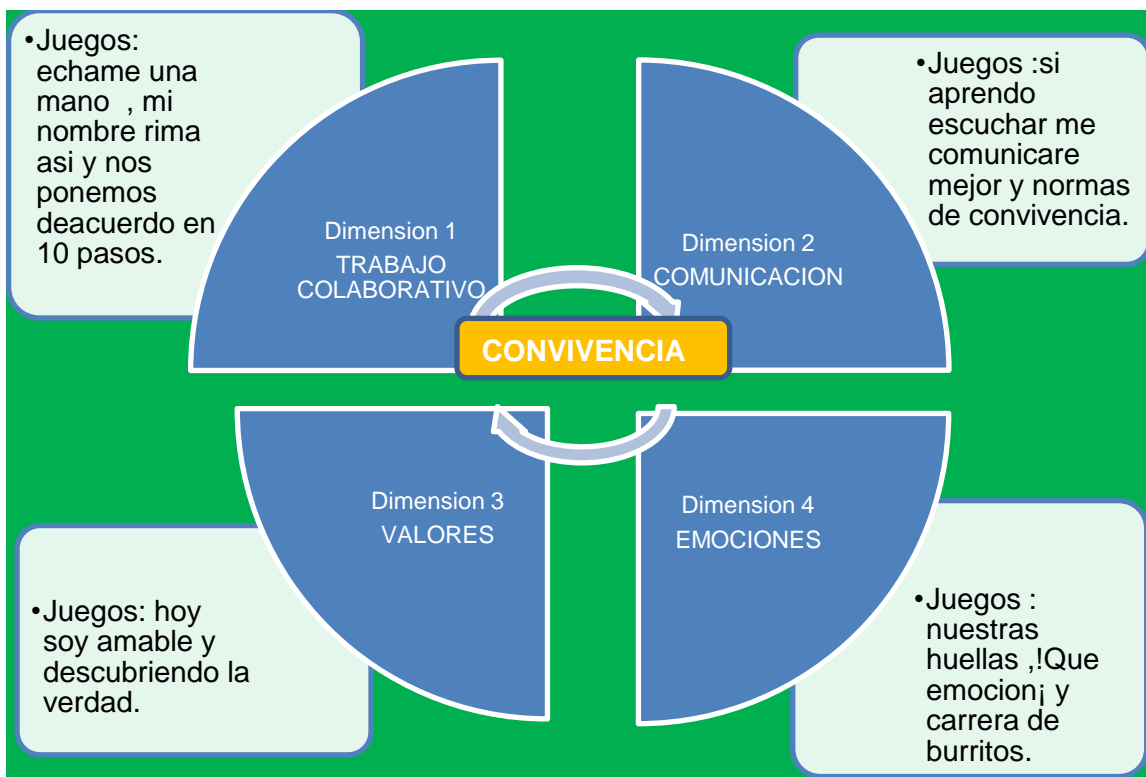 •Juegos:
echame una
mano , mi
nombre rima
asi y nos
ponemos
deacuerdo en
10 pasos.
Dimension 1
TRABAJO
COLABORATIVO
•Juegos :si
aprendo
escuchar me
comunicare
mejor y normas
de convivencia.
Dimension 2
COMUNICACION
CONVIVENCIA
Dimension 3
VALORES
•Juegos: hoy
soy amable y
descubriendo la
verdad.
Dimension 4
EMOCIONES
•Juegos :
nuestras
huellas ,!Que
emocion¡ y
carrera de
burritos.